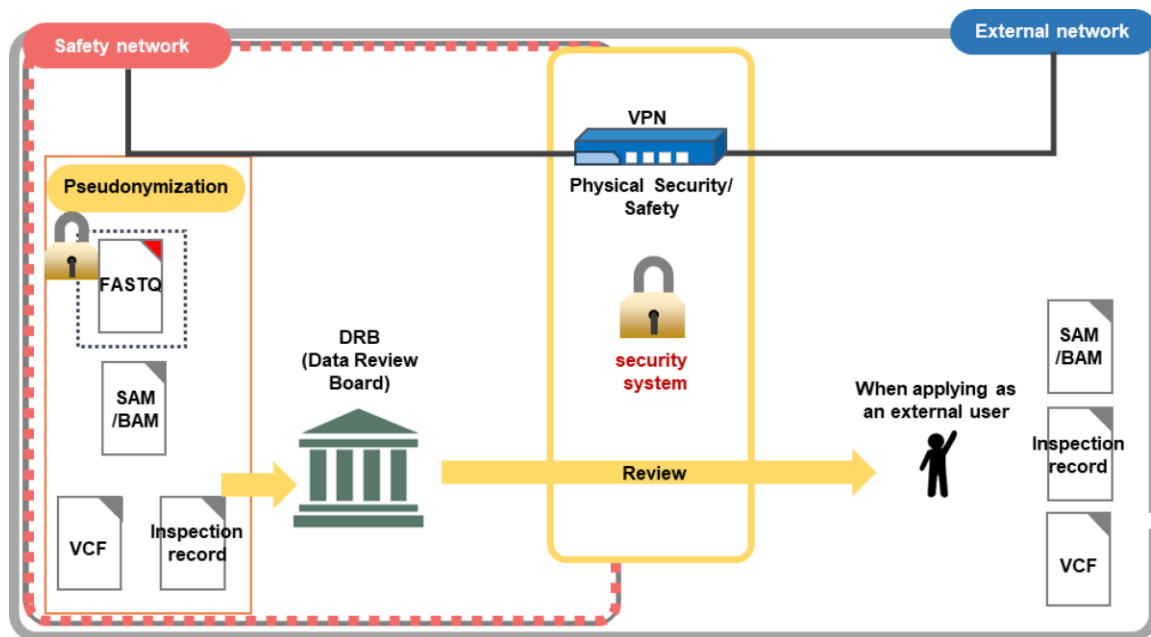 Safety network
External network
VPN
Physical Security/
Safety
Pseudonymization
FASTQ
SAM
/BAM
VCF
Inspection
record
DRB
(Data Review
Board)
security
system
Review
When applying as
an external user
SAM
/BAM
Inspection
record
VCF